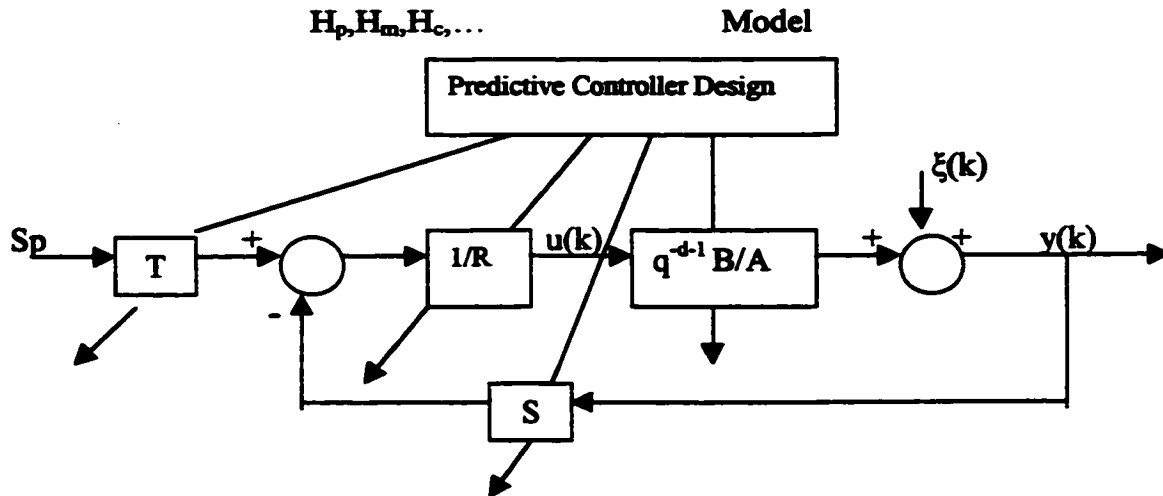 Hp,Hm,Hc,... Model
Predictive Controller Design
ξ(k)
Sp T + - 1/R u(k) q^-d-1 B/A + + y(k)
S